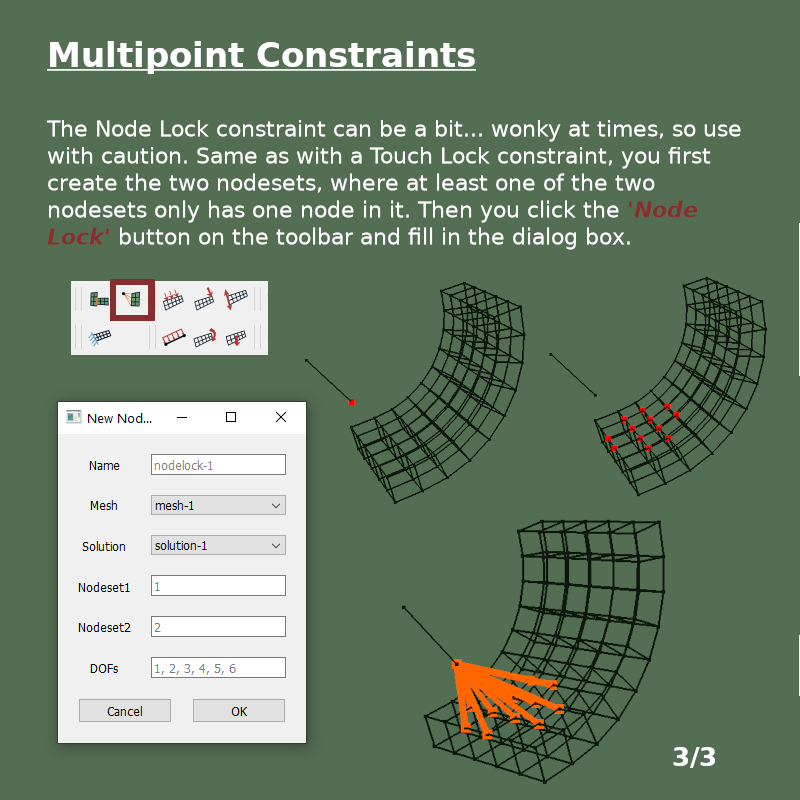 Multipoint Constraints
The Node Lock constraint can be a bit... wonky at times, so use
with caution. Same as with a Touch Lock constraint, you first
create the two nodesets, where at least one of the two
nodesets only has one node in it. Then you click the 'Node
Lock' button on the toolbar and fill in the dialog box.
New Nod...
Name nodelock-1
Mesh mesh-1
Solution solution-1
Nodeset1 1
Nodeset2 2
DOFs 1, 2, 3, 4, 5, 6
Cancel OK
3/3